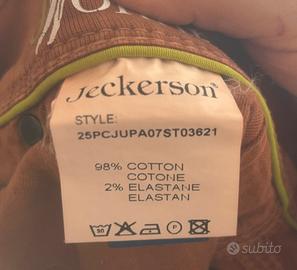 Jeckerson®
STYLE:
25PCJUPA07ST03621
98% COTTON
COTONE
2% ELASTANE
ELASTAN
subito